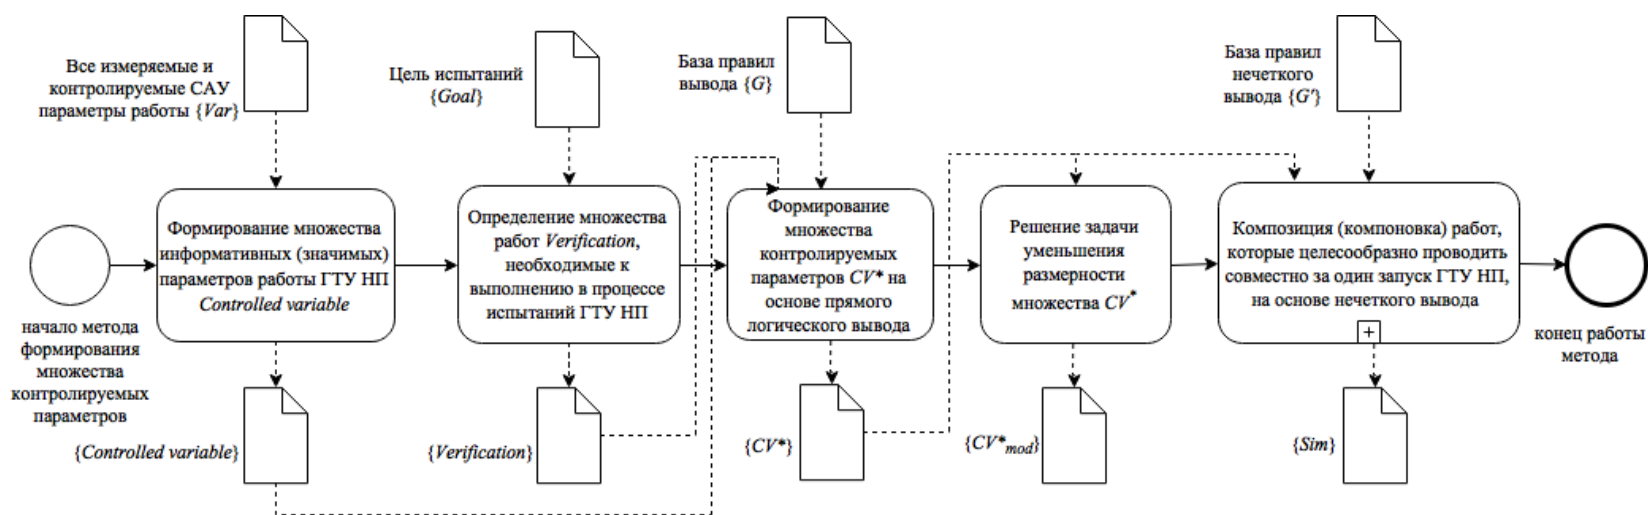 Все измеряемые и
контролируемые САУ
параметры работы {Var}
Цель испытаний
{Goal}
База правил
вывода {G}
База правил
нечеткого
вывода {G'}
начало метода
формирования
множества
контролируемых
параметров
Формирование множества
информативных (значимых)
параметров работы ГТУ НП
Controlled variable
Определение множества
работ Verification,
необходимые к
выполнению в процессе
испытаний ГТУ НП
Формирование
множества
контролируемых
параметров CV* на
основе прямого
логического вывода
Решение задачи
уменьшения
размерности
множества CV*
Композиция (компоновка) работ,
которые целесообразно проводить
совместно за один запуск ГТУ НП,
на основе нечеткого вывода
+
конец работы
метода
{Controlled variable}
{Verification}
{CV*}
{CV*mod}
{Sim}